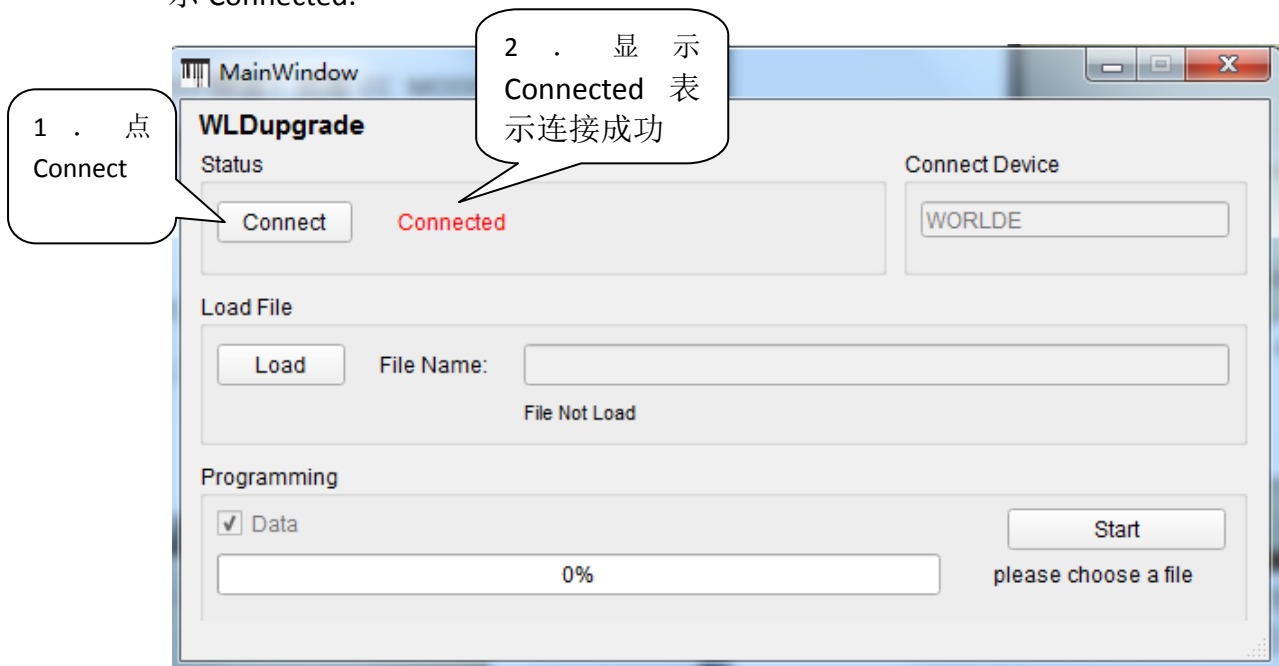 示 Connected.
MainWindow
2 . 显 示
Connected 表
示连接成功
1 . 点
Connect
WLDupgrade
Status
Connect Device
Connect
Connected
WORLDE
Load File
Load
File Name:
File Not Load
Programming
Data
Start
0%
please choose a file